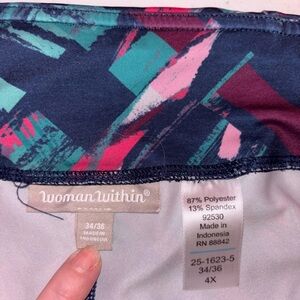 woman within®
34/36
MADE IN
INDONESIA
87% Polyester
13% Spandex
92530
Made in
Indonesia
RN 88842
25-1623-5
34/36
4X